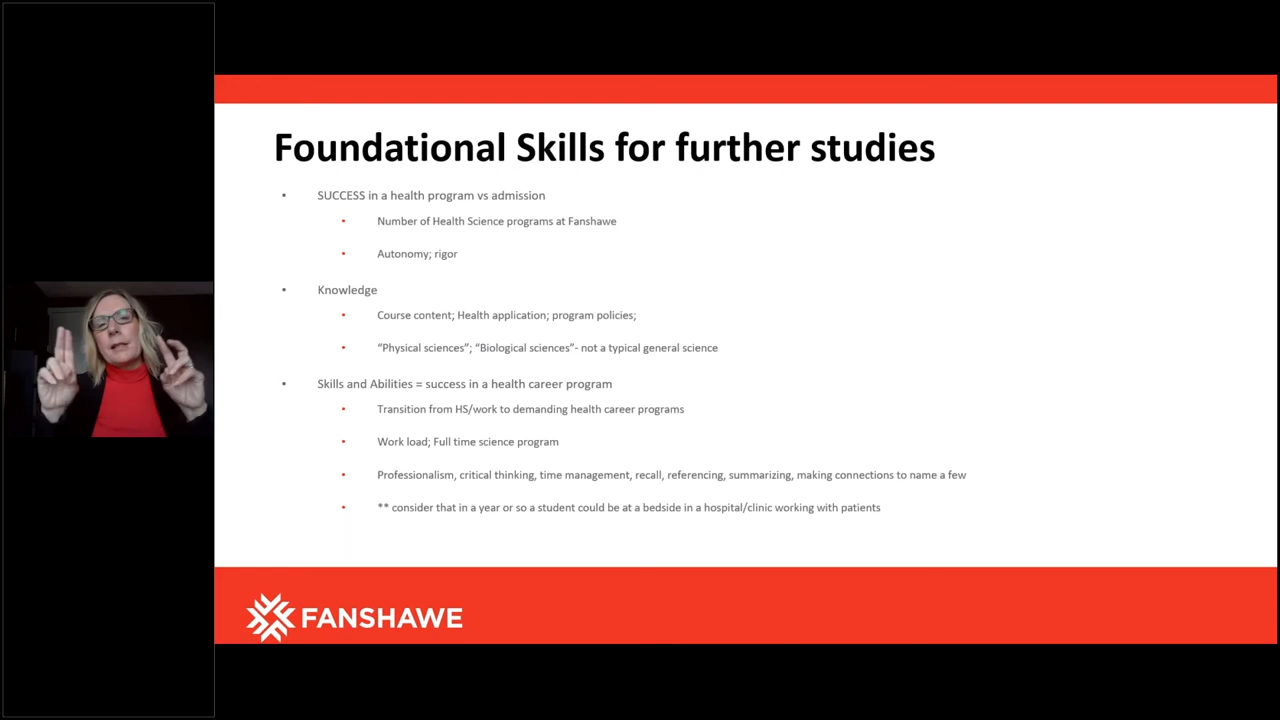 Foundational Skills for further studies
• SUCCESS in a health program vs admission
• Number of Health Science programs at Fanshawe
• Autonomy; rigor
• Knowledge
• Course content; Health application; program policies;
• “Physical sciences”; “Biological sciences”- not a typical general science
• Skills and Abilities = success in a health career program
• Transition from HS/work to demanding health career programs
• Work load; Full time science program
• Professionalism, critical thinking, time management, recall, referencing, summarizing, making connections to name a few
• ** consider that in a year or so a student could be at a bedside in a hospital/clinic working with patients
FANSHAWE